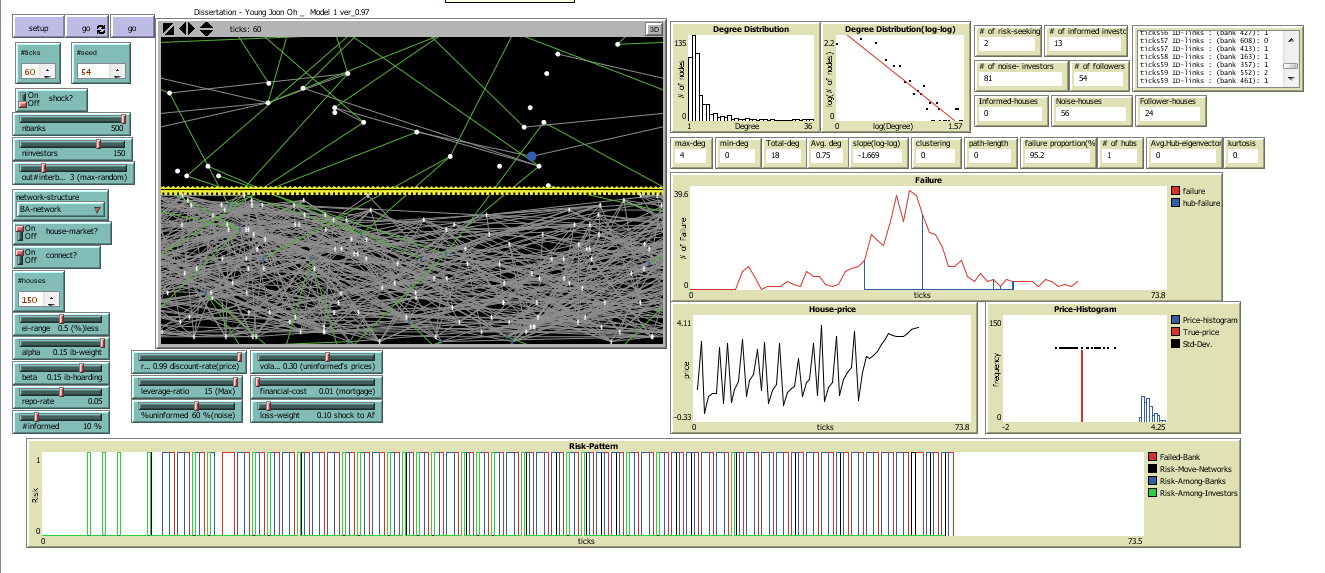 Dissertation - Young Joon Oh _ Model 1 ver_0.97
setup
go
go
#ticks
60
#seed
54
On
Off
shock?
nbanks 500
ninvestors 150
out#interb... 3 (max-random)
network-structure
BA-network
On
Off
house-market?
On
Off
connect?
#houses
150
ei-range 0.5 (%)less
alpha 0.15 ib-weight
beta 0.15 ib-hoarding
repo-rate 0.05
#informed 10 %
ticks: 60
3D
r... 0.99 discount-rate(price)
leverage-ratio 15 (Max)
%uninformed 60 %(noise)
vola... 0.30 (uninformed's prices)
financial-cost 0.01 (mortgage)
loss-weight 0.10 shock to Af
Degree Distribution
135
# of nodes
0
1
Degree
36
Degree Distribution(log-log)
2.2
log(# of nodes)
0
0
log(Degree)
1.57
# of risk-seeking
2
# of informed investo
13
# of noise- investors
81
# of followers
54
Informed-houses
0
Noise-houses
56
Follower-houses
24
ticks56 ID-links : (bank 427): 1
ticks57 ID-links : (bank 608): 0
ticks57 ID-links : (bank 413): 1
ticks58 ID-links : (bank 163): 1
ticks59 ID-links : (bank 357): 1
ticks59 ID-links : (bank 552): 2
ticks59 ID-links : (bank 461): 1
max-deg
4
min-deg
0
Total-deg
18
Avg. deg
0.75
slope(log-log)
-1.669
clustering
0
path-length
0
failure proportion(%
95.2
# of hubs
1
Avg.Hub-eigenvector
0
kurtosis
0
Failure
39.6
# of Failure
0
0
ticks
73.8
failure
hub-failure
House-price
4.11
price
-0.33
0
ticks
73.8
Price-Histogram
150
frequency
0
-2
4.25
Price-histogram
True-price
Std-Dev.
Risk-Pattern
1
Risk
0
0
ticks
73.5
Failed-Bank
Risk-Move-Networks
Risk-Among-Banks
Risk-Among-Investors